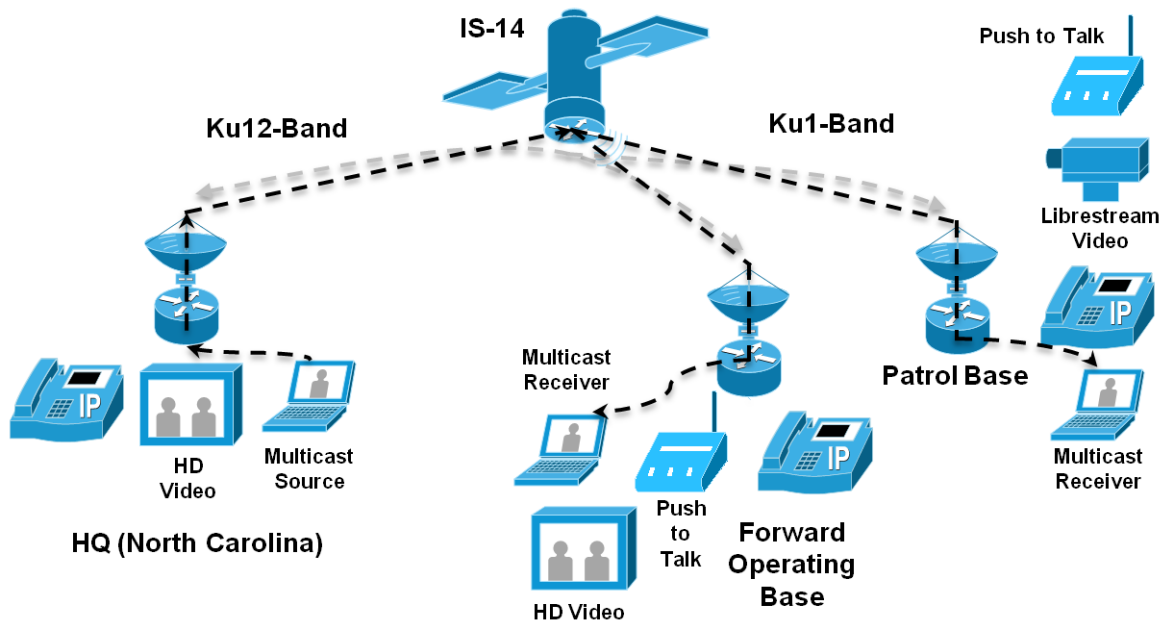 IS-14
Push to Talk
Ku12-Band
Ku1-Band
Librestream
Video
IP
Multicast
Receiver
Patrol Base
IP
HD
Video
Multicast
Source
IP
Multicast
Receiver
HQ (North Carolina)
Push
to
Talk
Forward
Operating
Base
HD Video